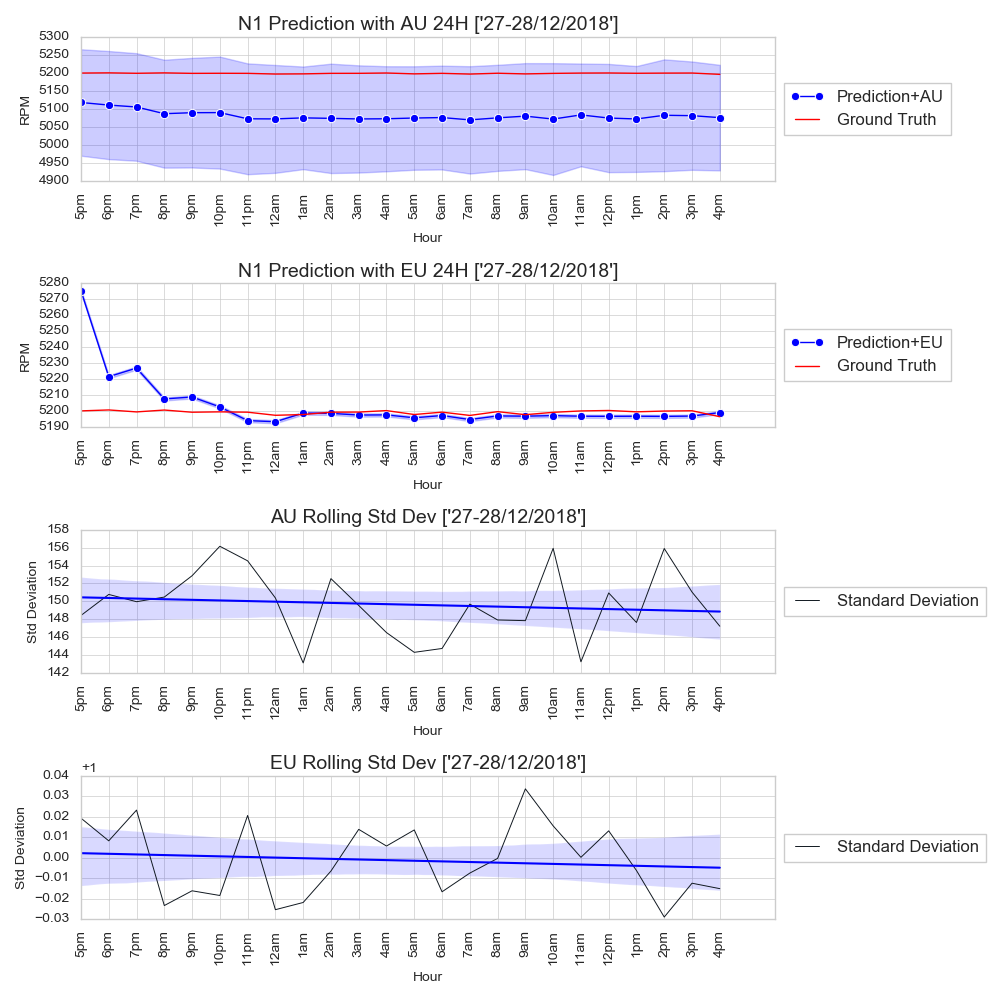 N1 Prediction with AU 24H ['27-28/12/2018']
5300
5250
5200
5150
5100
5050
5000
4950
4900
RPM
5pm 6pm 7pm 8pm 9pm 10pm 11pm 12am 1am 2am 3am 4am 5am 6am 7am 8am 9am 10am 11am 12pm 1pm 2pm 3pm 4pm
Hour
Prediction+AU
Ground Truth
N1 Prediction with EU 24H ['27-28/12/2018']
5280
5270
5260
5250
5240
5230
5220
5210
5200
5190
RPM
5pm 6pm 7pm 8pm 9pm 10pm 11pm 12am 1am 2am 3am 4am 5am 6am 7am 8am 9am 10am 11am 12pm 1pm 2pm 3pm 4pm
Hour
Prediction+EU
Ground Truth
AU Rolling Std Dev ['27-28/12/2018']
158
156
154
152
150
148
146
144
142
Std Deviation
5pm 6pm 7pm 8pm 9pm 10pm 11pm 12am 1am 2am 3am 4am 5am 6am 7am 8am 9am 10am 11am 12pm 1pm 2pm 3pm 4pm
Hour
Standard Deviation
EU Rolling Std Dev ['27-28/12/2018']
+1
0.04
0.03
0.02
0.01
0.00
−0.01
−0.02
−0.03
Std Deviation
5pm 6pm 7pm 8pm 9pm 10pm 11pm 12am 1am 2am 3am 4am 5am 6am 7am 8am 9am 10am 11am 12pm 1pm 2pm 3pm 4pm
Hour
Standard Deviation